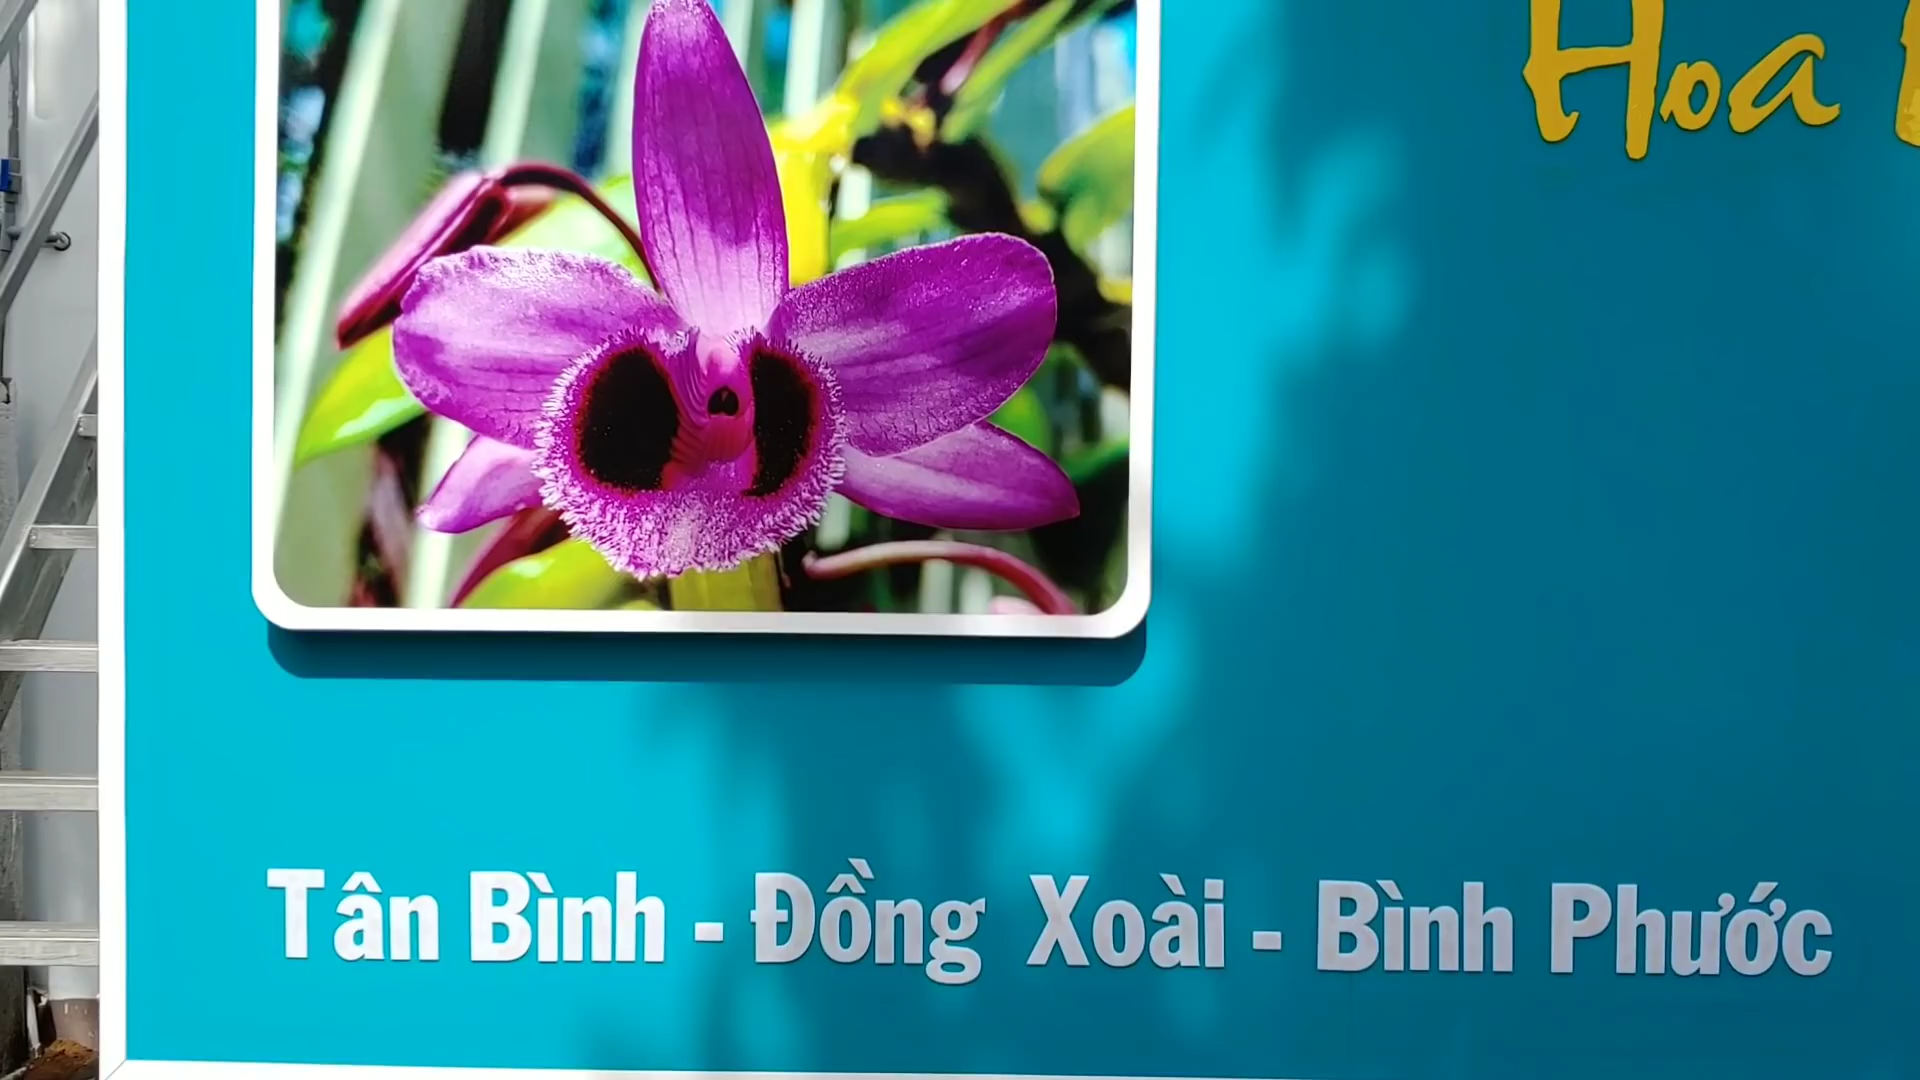 Hoa
Tân Bình - Đồng Xoài - Bình Phước